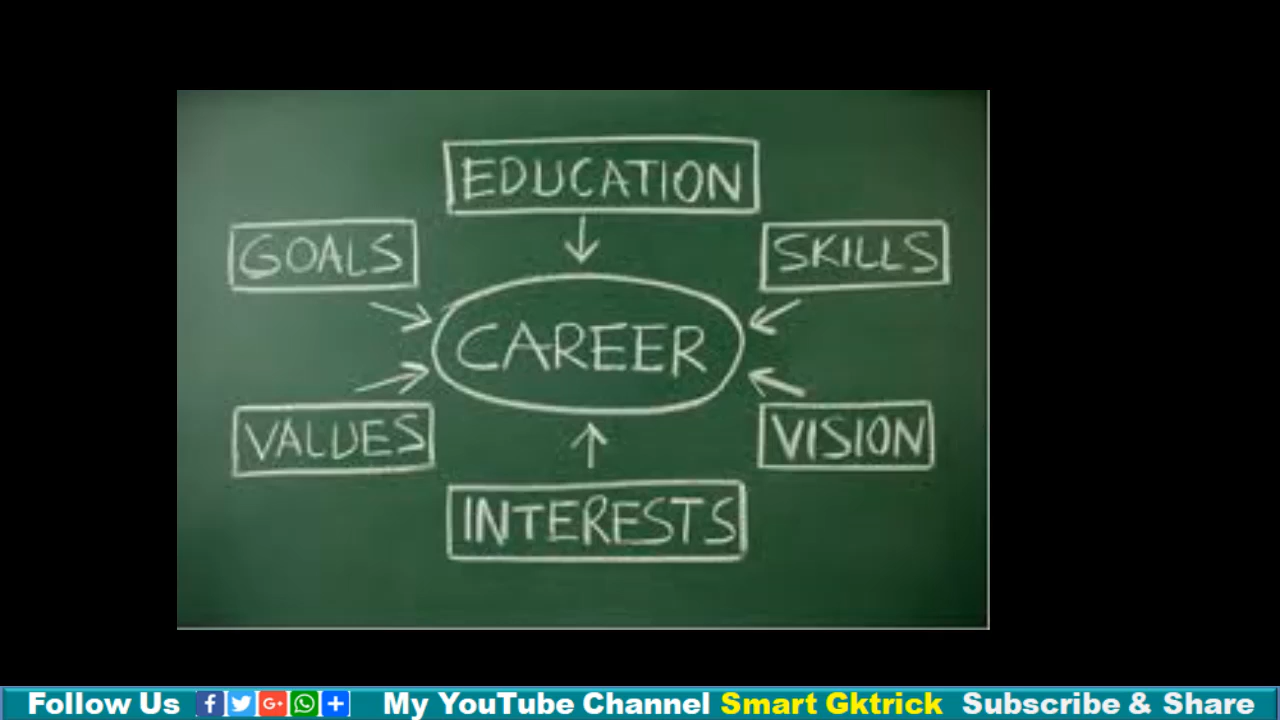 EDUCATION
GOALS
SKILLS
CAREER
VALUES
VISION
INTERESTS
Follow Us My YouTube Channel Smart Gktrick Subscribe & Share